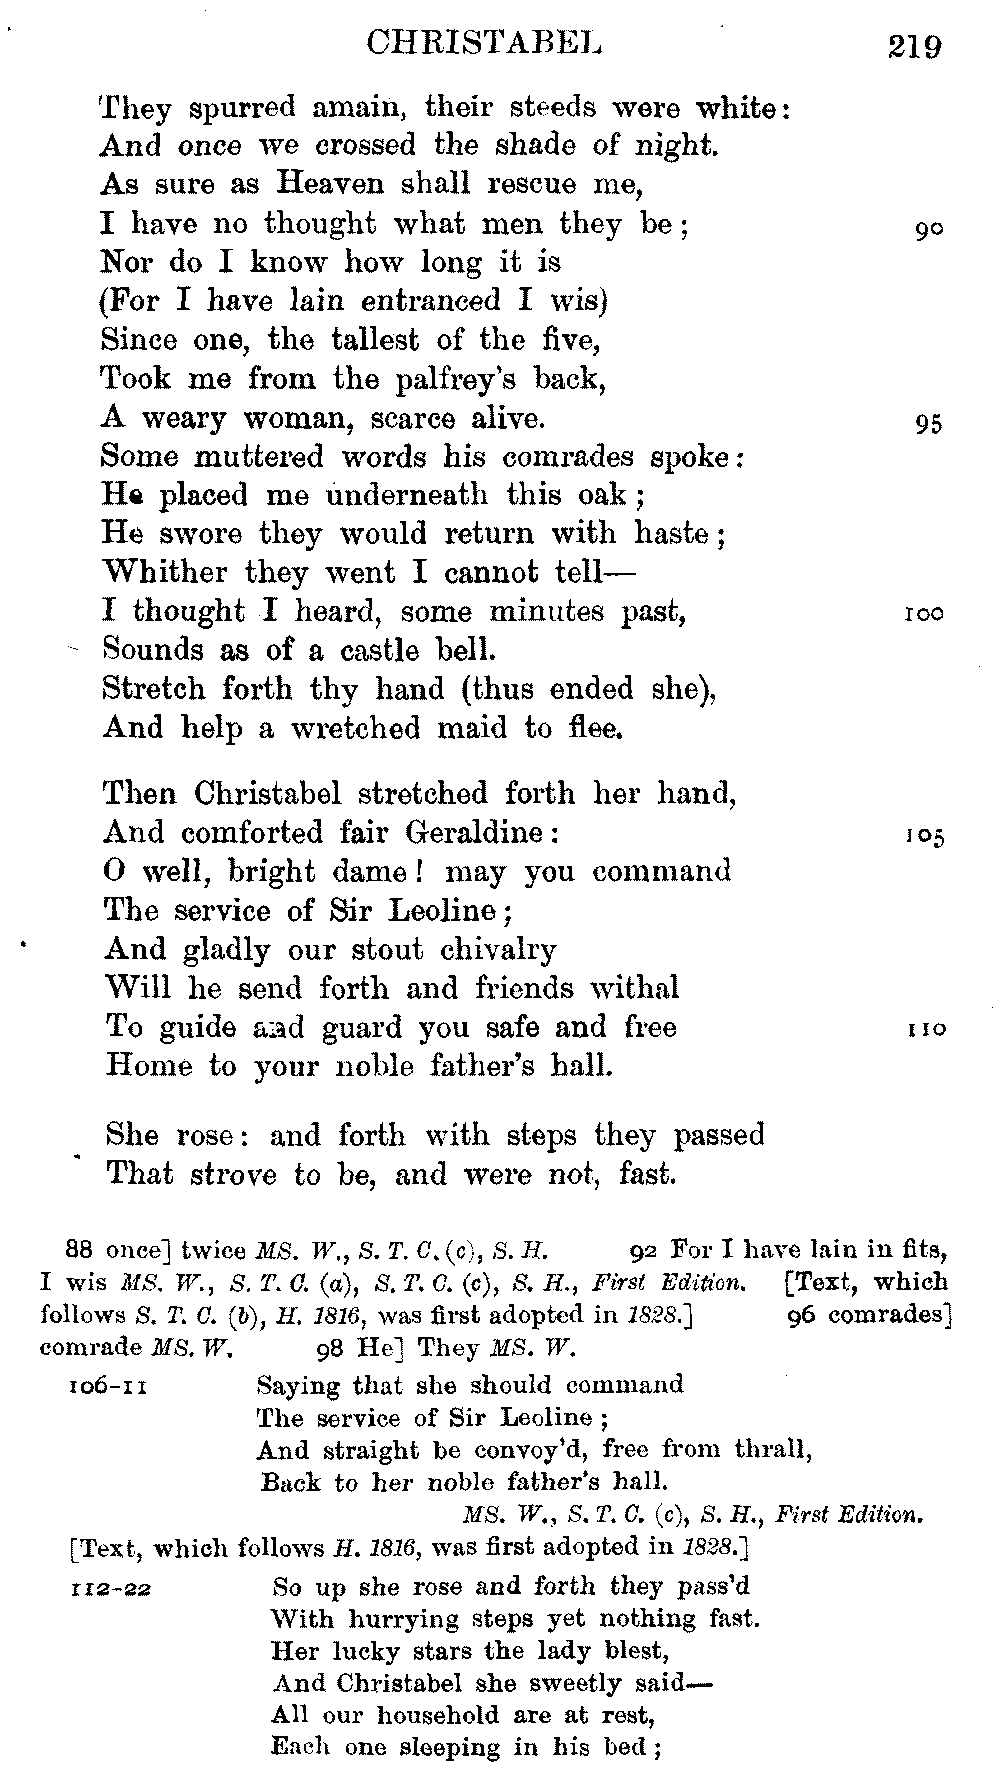 CHRISTABEL 219
They spurred amain, their steeds were white:
And once we crossed the shade of night.
As sure as Heaven shall rescue me,
I have no thought what men they be; 90
Nor do I know how long it is
(For I have lain entranced I wis)
Since one, the tallest of the five,
Took me from the palfrey's back,
A weary woman, scarce alive. 95
Some muttered words his comrades spoke:
He placed me underneath this oak;
He swore they would return with haste;
Whither they went I cannot tell—
I thought I heard, some minutes past, 100
Sounds as of a castle bell.
Stretch forth thy hand (thus ended she),
And help a wretched maid to flee.
Then Christabel stretched forth her hand,
And comforted fair Geraldine: 105
O well, bright dame! may you command
The service of Sir Leoline;
And gladly our stout chivalry
Will he send forth and friends withal
To guide and guard you safe and free 110
Home to your noble father's hall.
She rose: and forth with steps they passed
That strove to be, and were not, fast.
88 once] twice MS. W., S. T. C. (c), S. H. 92 For I have lain in fits,
I wis MS. W., S. T. C. (a), S. T. C. (c), S. H., First Edition. [Text, which
follows S. T. C. (b), H. 1816, was first adopted in 1828.] 96 comrades]
comrade MS. W. 98 He] They MS. W.
106-11 Saying that she should command
The service of Sir Leoline;
And straight be convoy'd, free from thrall,
Back to her noble father's hall.
MS. W., S. T. C. (c), S. H., First Edition.
[Text, which follows H. 1816, was first adopted in 1828.]
112-22 So up she rose and forth they pass'd
With hurrying steps yet nothing fast.
Her lucky stars the lady blest,
And Christabel she sweetly said—
All our household are at rest,
Each one sleeping in his bed;